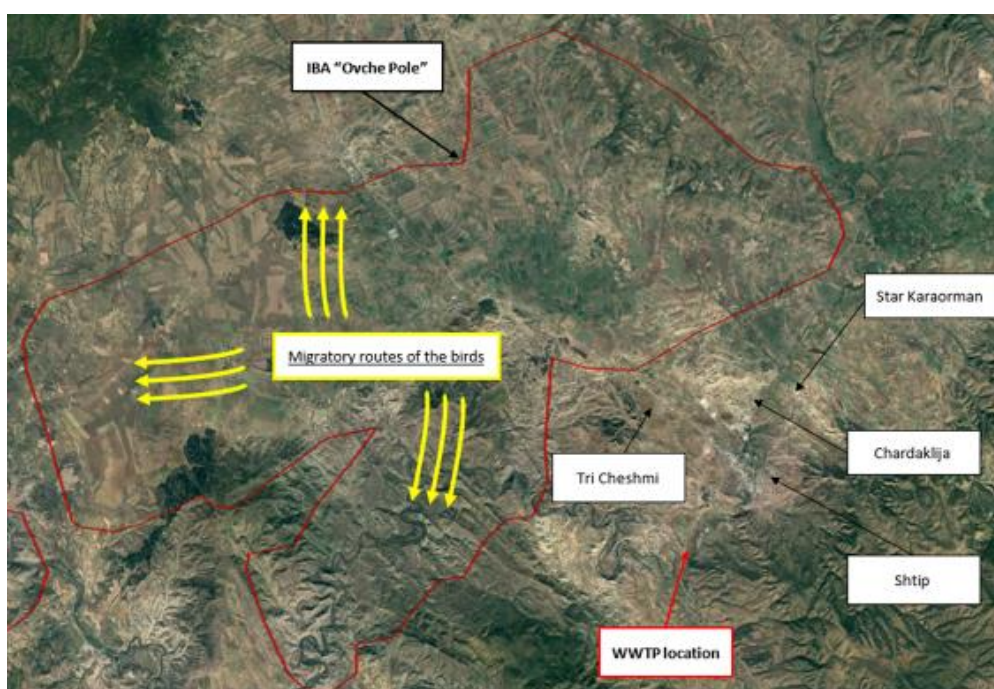 IBA “Ovche Pole”
Star Karaorman
Migratory routes of the birds
Chardaklija
Tri Cheshmi
Shtip
WWTP location